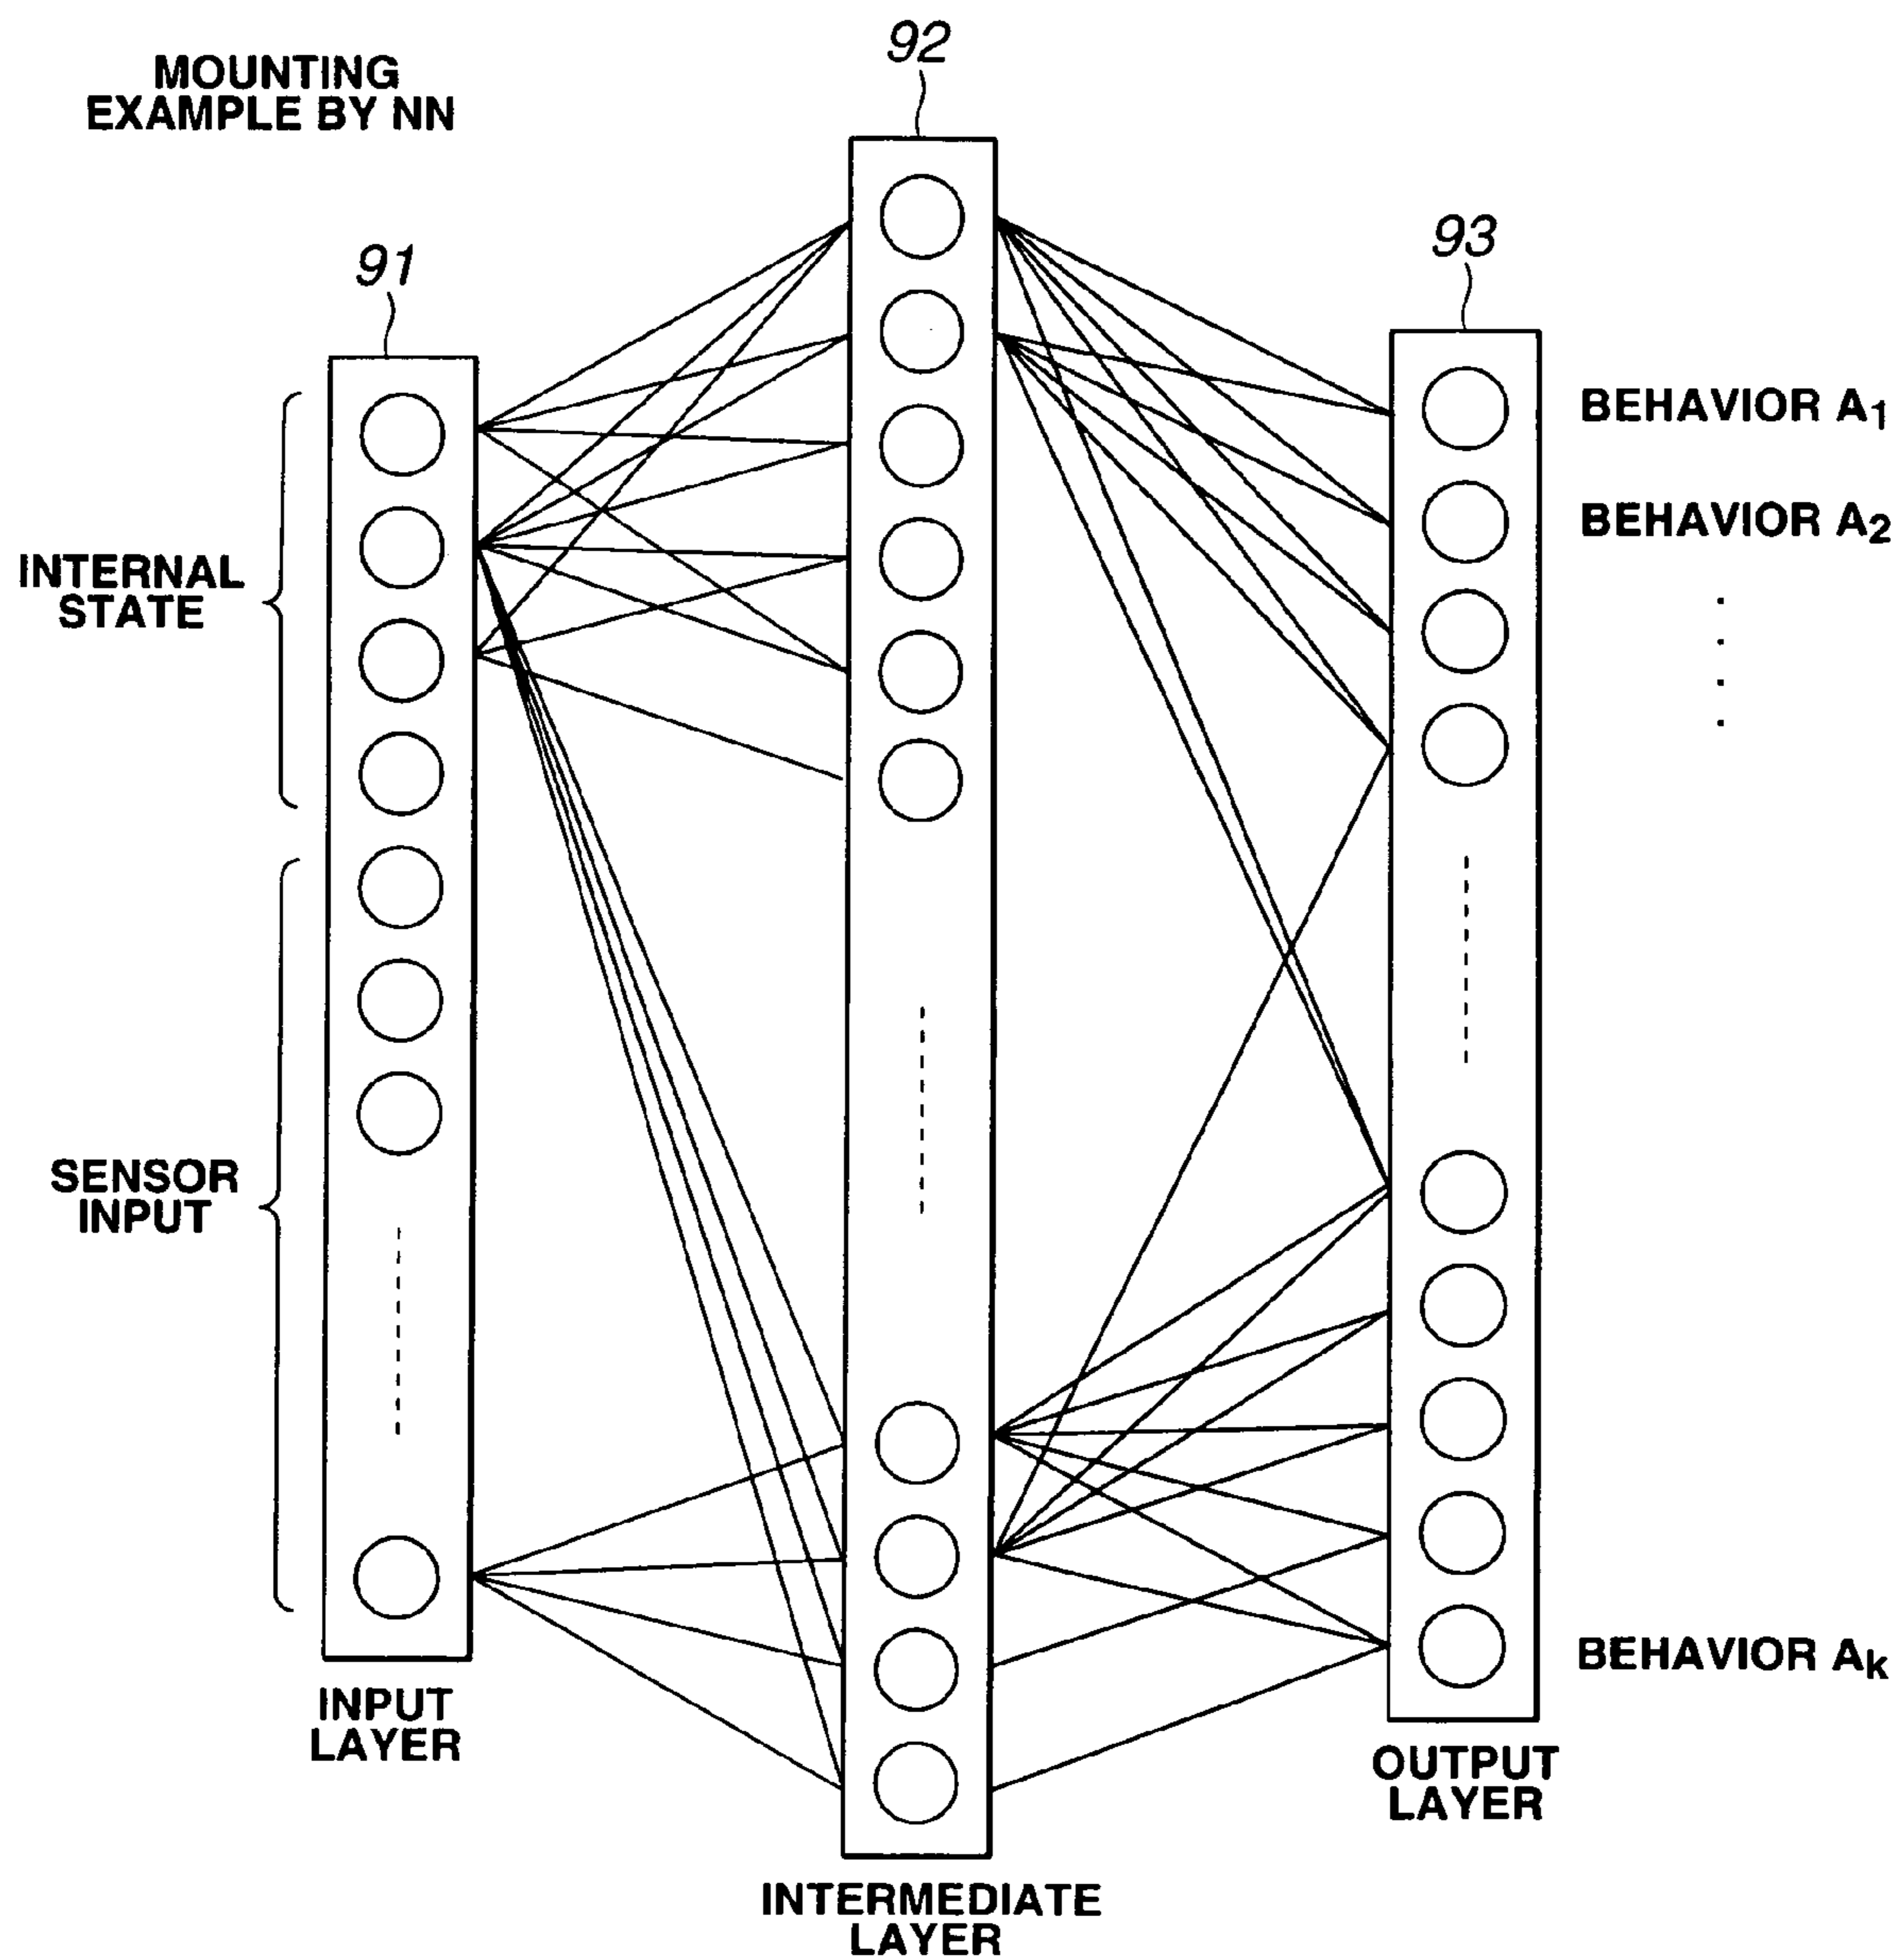 MOUNTING
EXAMPLE BY NN
92
91
93
BEHAVIOR A1
BEHAVIOR A2
INTERNAL
STATE
SENSOR
INPUT
BEHAVIOR Ak
INPUT
LAYER
OUTPUT
LAYER
INTERMEDIATE
LAYER